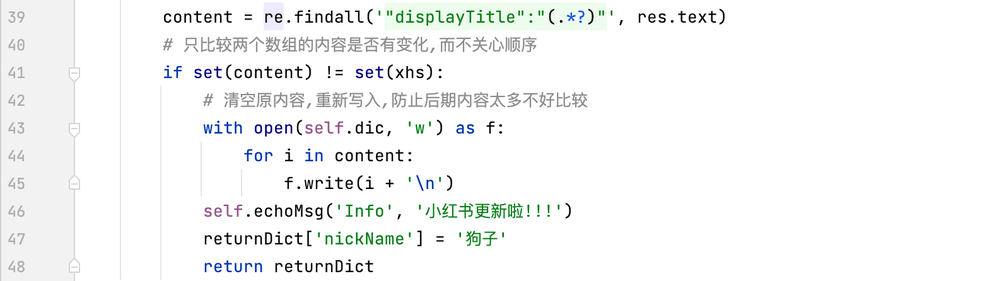 39 content = re.findall('"displayTitle":"(.*?)"', res.text)
40 # 只比较两个数组的内容是否有变化,而不关心顺序
41 if set(content) != set(xhs):
42 # 清空原内容,重新写入,防止后期内容太多不好比较
43 with open(self.dic, 'w') as f:
44 for i in content:
45 f.write(i + '\n')
46 self.echoMsg('Info', '小红书更新啦!!!')
47 returnDict['nickName'] = '狗子'
48 return returnDict